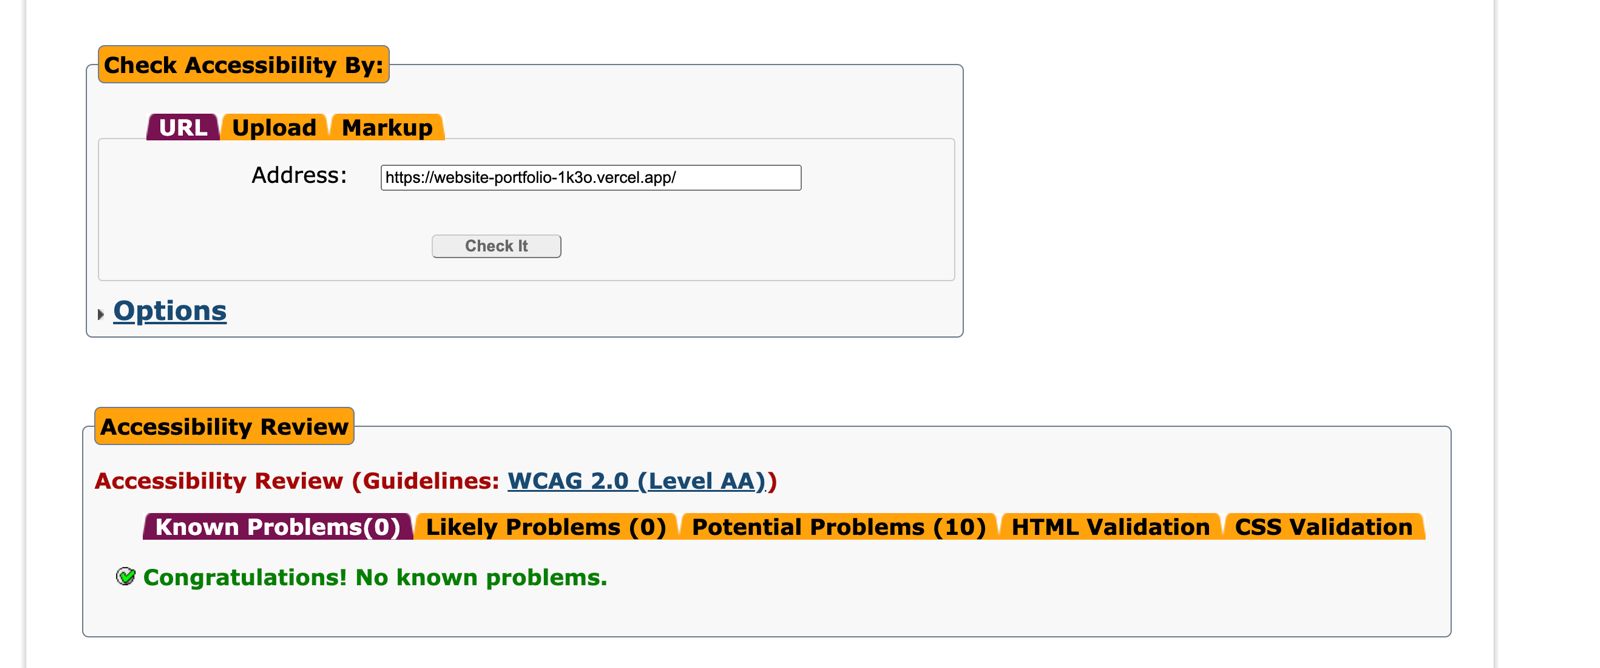 Check Accessibility By:
URL Upload Markup
Address: https://website-portfolio-1k3o.vercel.app/
Check It
Options
Accessibility Review
Accessibility Review (Guidelines: WCAG 2.0 (Level AA))
Known Problems(0) Likely Problems (0) Potential Problems (10) HTML Validation CSS Validation
Congratulations! No known problems.